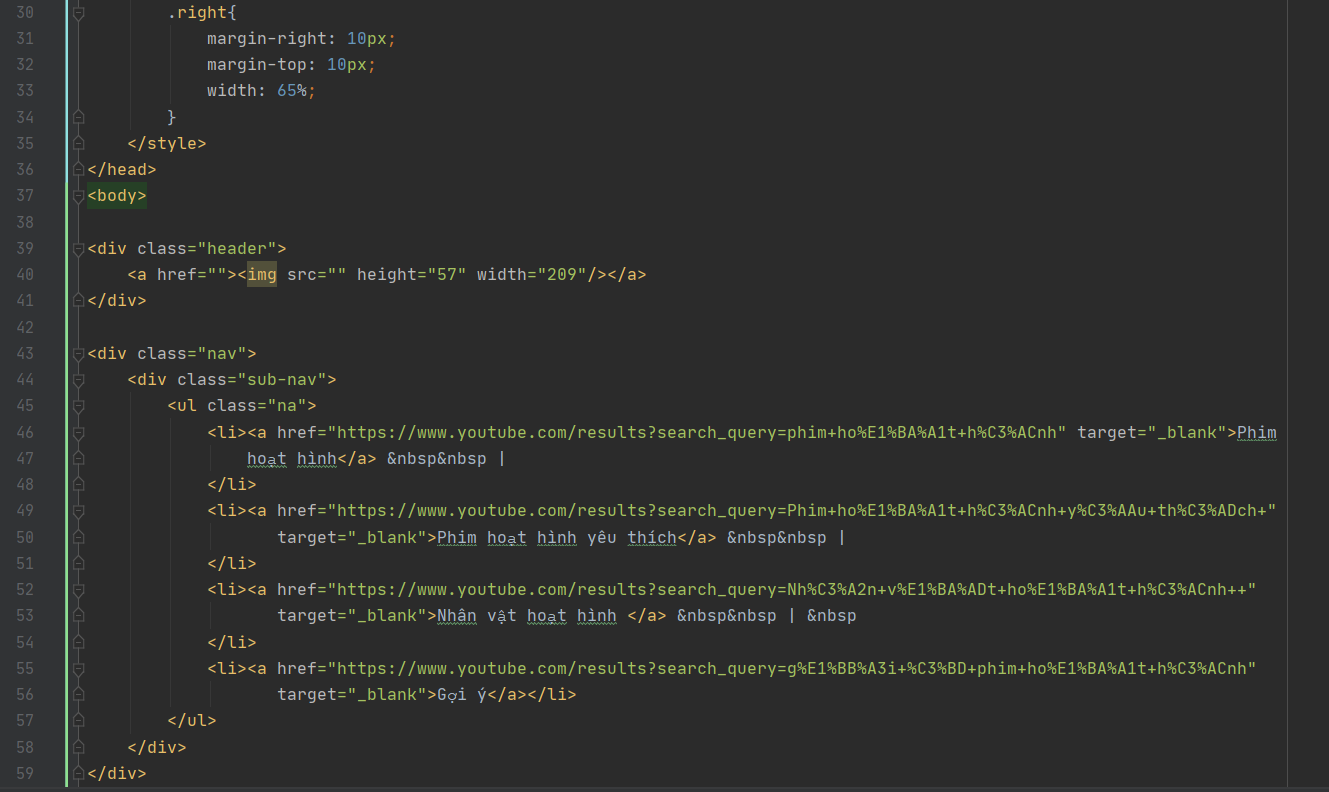 30 .right{
31 margin-right: 10px;
32 margin-top: 10px;
33 width: 65%;
34 }
35 </style>
36 </head>
37 <body>
38
39 <div class="header">
40 <a href=""><img src="" height="57" width="209"/></a>
41 </div>
42
43 <div class="nav">
44 <div class="sub-nav">
45 <ul class="na">
46 <li><a href="https://www.youtube.com/results?search_query=phim+ho%E1%BA%A1t+h%C3%ACnh" target="_blank">Phim
47 hoạt hình</a> &nbsp&nbsp |
48 </li>
49 <li><a href="https://www.youtube.com/results?search_query=Phim+ho%E1%BA%A1t+h%C3%ACnh+y%C3%AAu+th%C3%ADch+"
50 target="_blank">Phim hoạt hình yêu thích</a> &nbsp&nbsp |
51 </li>
52 <li><a href="https://www.youtube.com/results?search_query=Nh%C3%A2n+v%E1%BA%ADt+ho%E1%BA%A1t+h%C3%ACnh++"
53 target="_blank">Nhân vật hoạt hình </a> &nbsp&nbsp | &nbsp
54 </li>
55 <li><a href="https://www.youtube.com/results?search_query=g%E1%BB%A3i+%C3%BD+phim+ho%E1%BA%A1t+h%C3%ACnh"
56 target="_blank">Gợi ý</a></li>
57 </ul>
58 </div>
59 </div>